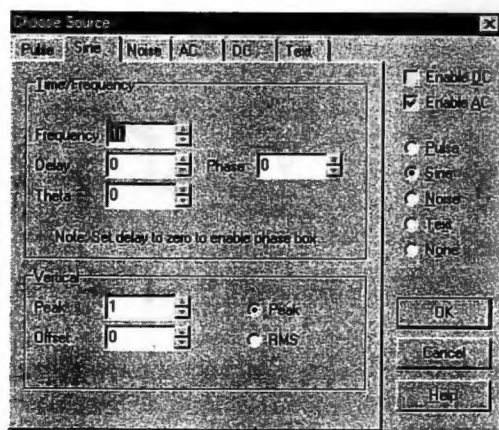 Choose Source
Pulse Sine Noise AC DC Text
Time/Frequency
Frequency
Delay 0 Phase 0
Theta 0
Note: Set delay to zero to enable phase box
Vertical
Peak 1 Peak
Offset 0 RMS
Enable DC
Enable AC
Pulse
Sine
Noise
Text
None
OK
Cancel
Help